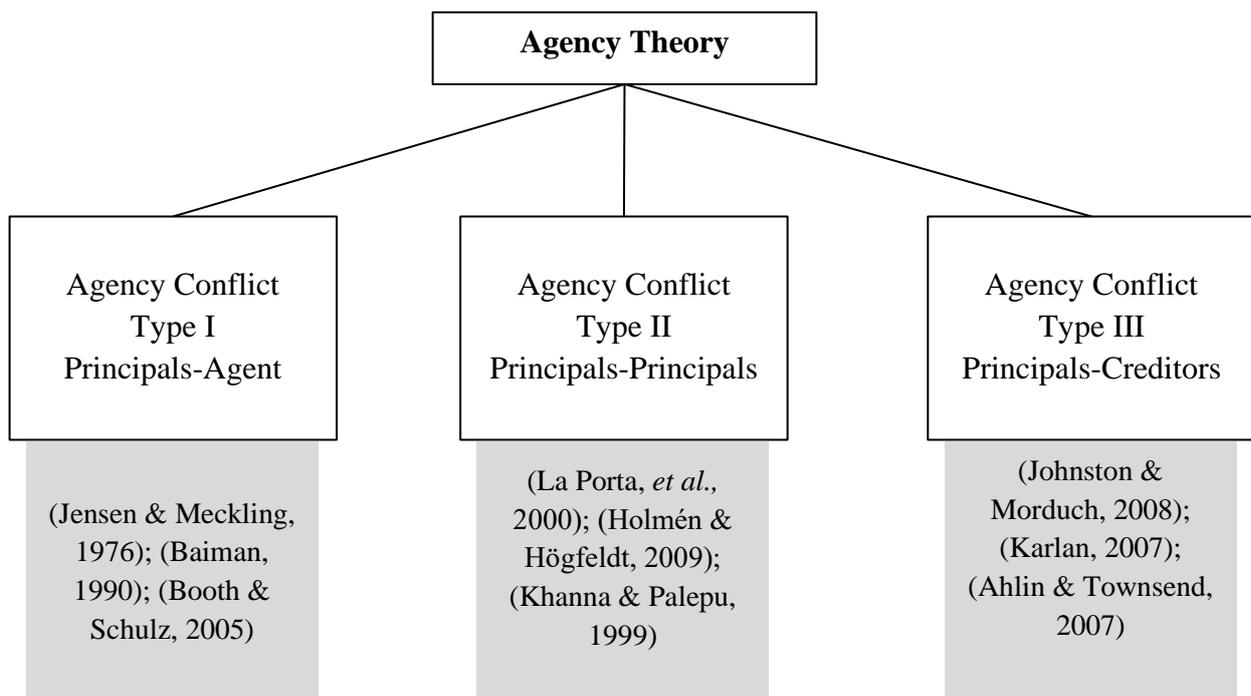 Agency Theory
Agency Conflict
Type I
Principals-Agent
(Jensen & Meckling,
1976); (Baiman,
1990); (Booth &
Schulz, 2005)
Agency Conflict
Type II
Principals-Principals
(La Porta, et al.,
2000); (Holmén &
Högfeldt, 2009);
(Khanna & Palepu,
1999)
Agency Conflict
Type III
Principals-Creditors
(Johnston &
Morduch, 2008);
(Karlan, 2007);
(Ahlin & Townsend,
2007)